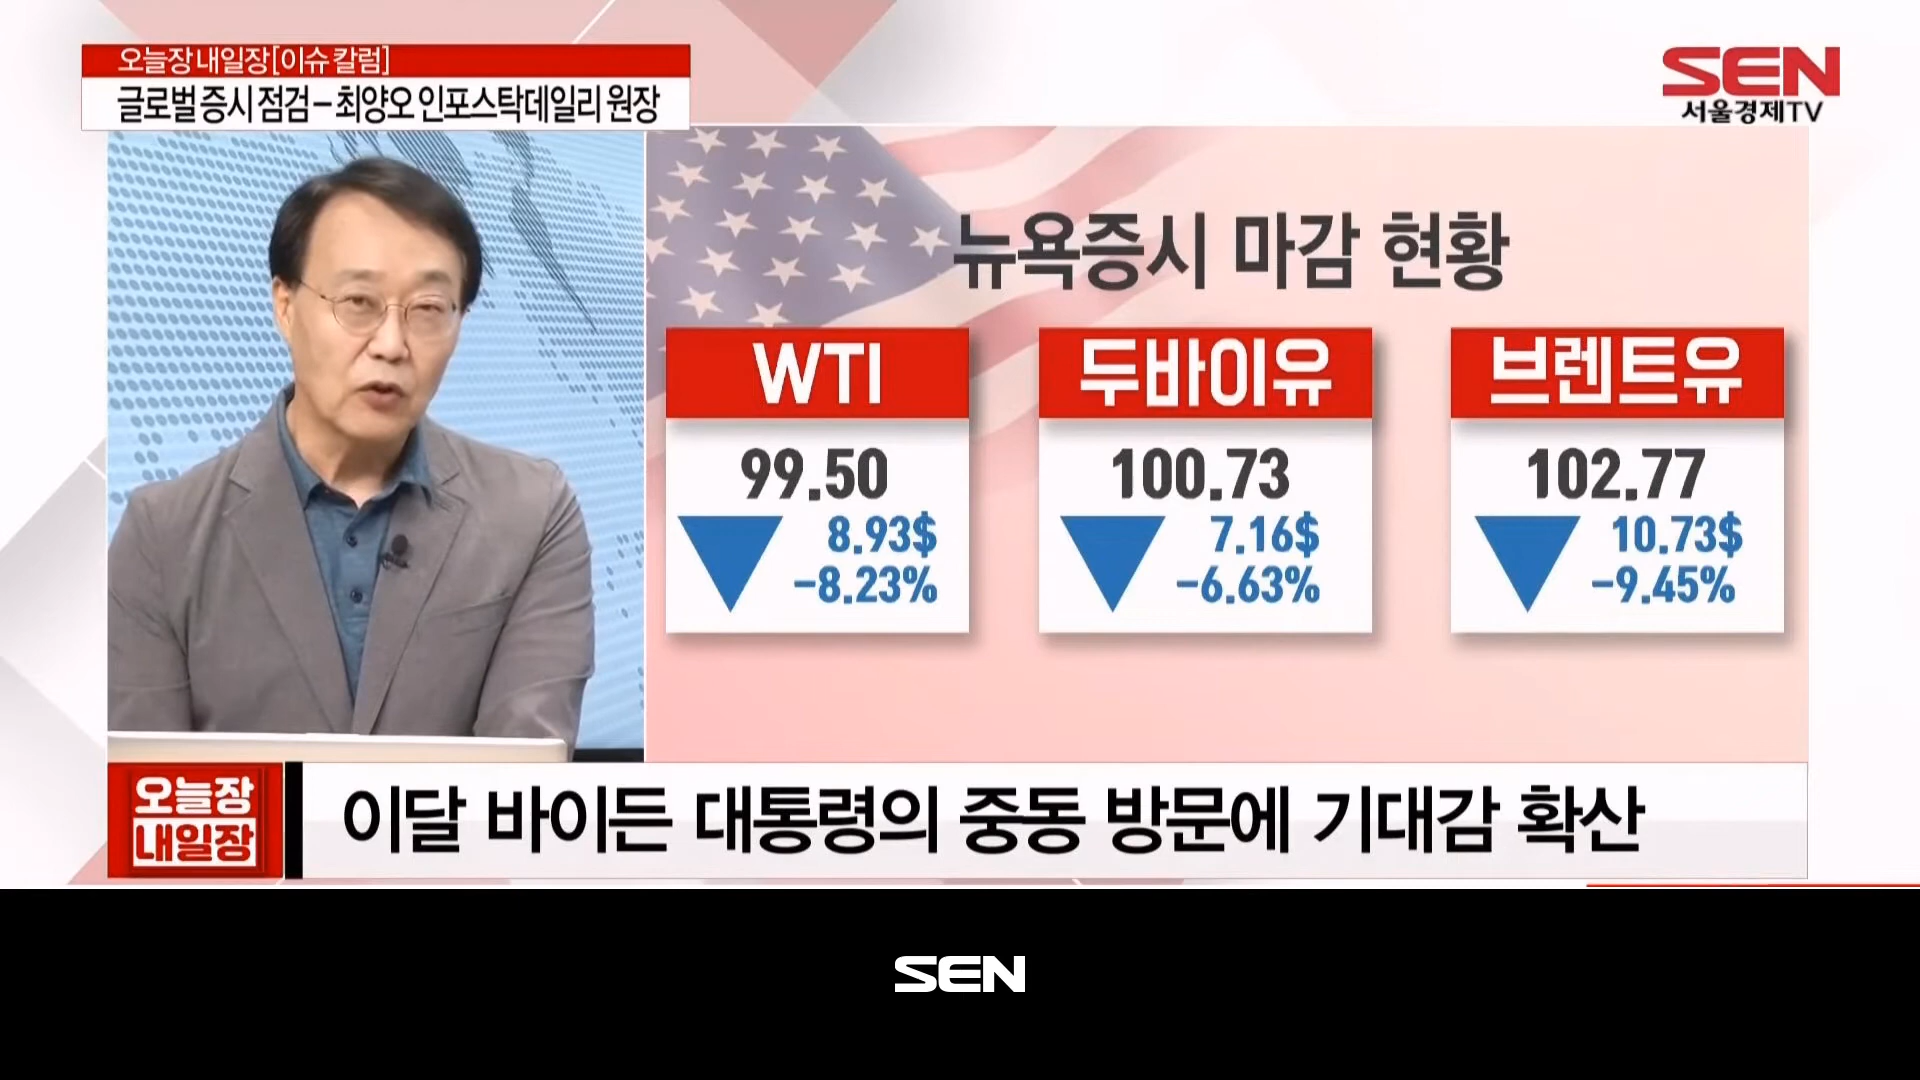 오늘장 내일장[이슈 칼럼]
글로벌 증시 점검-최양오 인포스탁데일리 원장
SEN
서울경제TV
뉴욕증시 마감 현황
WTI
99.50
8.93$
-8.23%
두바이유
100.73
7.16$
-6.63%
브렌트유
102.77
10.73$
-9.45%
오늘장
내일장
이달 바이든 대통령의 중동 방문에 기대감 확산
SEN